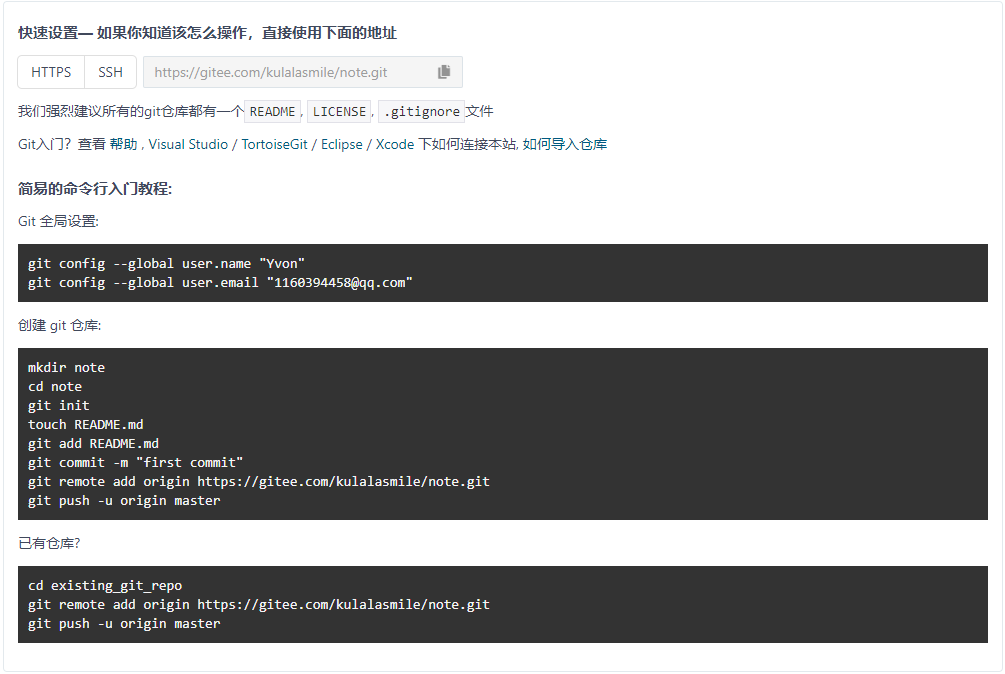 快速设置— 如果你知道该怎么操作，直接使用下面的地址
HTTPS SSH https://gitee.com/kulalasmile/note.git
我们强烈建议所有的git仓库都有一个 README , LICENSE , .gitignore 文件
Git入门？查看 帮助 , Visual Studio / TortoiseGit / Eclipse / Xcode 下如何连接本站, 如何导入仓库
简易的命令行入门教程:
Git 全局设置:
git config --global user.name "Yvon"
git config --global user.email "1160394458@qq.com"
创建 git 仓库:
mkdir note
cd note
git init
touch README.md
git add README.md
git commit -m "first commit"
git remote add origin https://gitee.com/kulalasmile/note.git
git push -u origin master
已有仓库?
cd existing_git_repo
git remote add origin https://gitee.com/kulalasmile/note.git
git push -u origin master